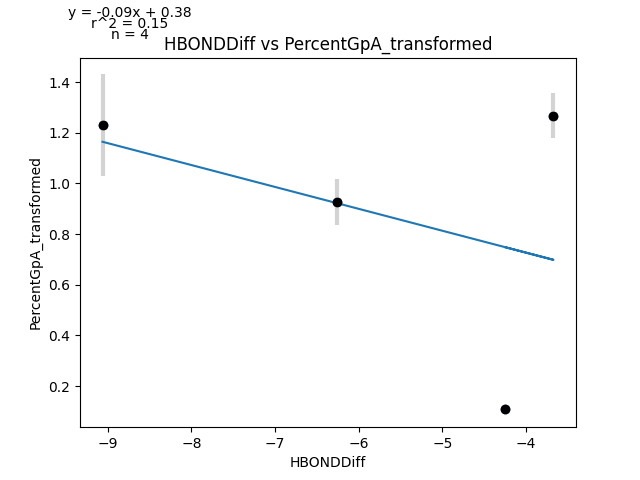 y = -0.09x + 0.38
r^2 = 0.15
n = 4
HBONDDiff vs PercentGpA_transformed
PercentGpA_transformed
1.4
1.2
1.0
0.8
0.6
0.4
0.2
−9
−8
−7
−6
−5
−4
HBONDDiff